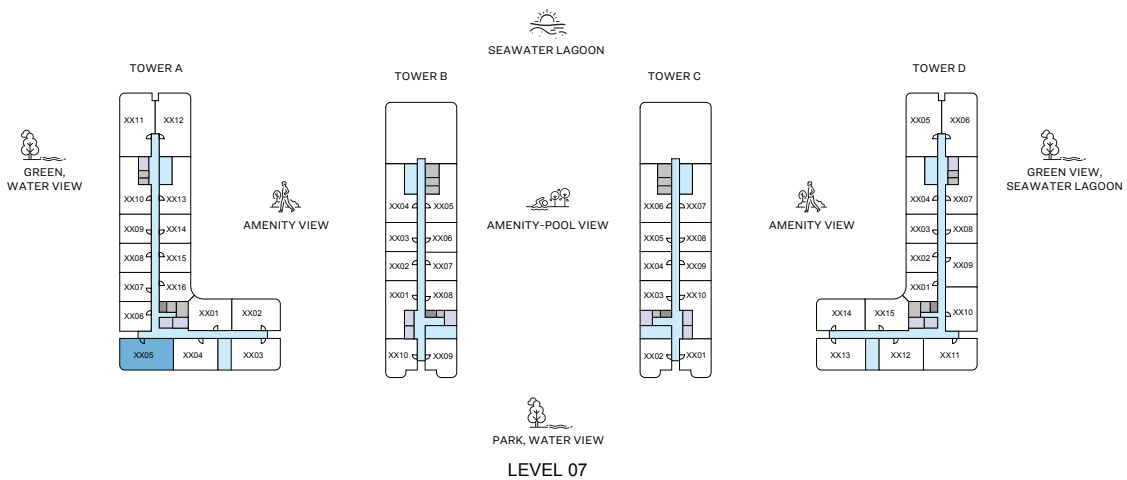 SEAWATER LAGOON
TOWER A
TOWER B
TOWER C
TOWER D
GREEN,
WATER VIEW
AMENITY VIEW
AMENITY-POOL VIEW
AMENITY VIEW
GREEN VIEW,
SEAWATER LAGOON
XX11 XX12
XX10 XX13
XX09 XX14
XX08 XX15
XX07 XX16
XX06 XX01 XX02
XX05 XX04 XX03
XX04 XX05
XX03 XX06
XX02 XX07
XX01 XX08
XX10 XX09
XX06 XX07
XX05 XX08
XX04 XX09
XX03 XX10
XX02 XX01
XX05 XX06
XX04 XX07
XX03 XX08
XX02 XX09
XX01
XX14 XX15 XX10
XX13 XX12 XX11
PARK, WATER VIEW
LEVEL 07